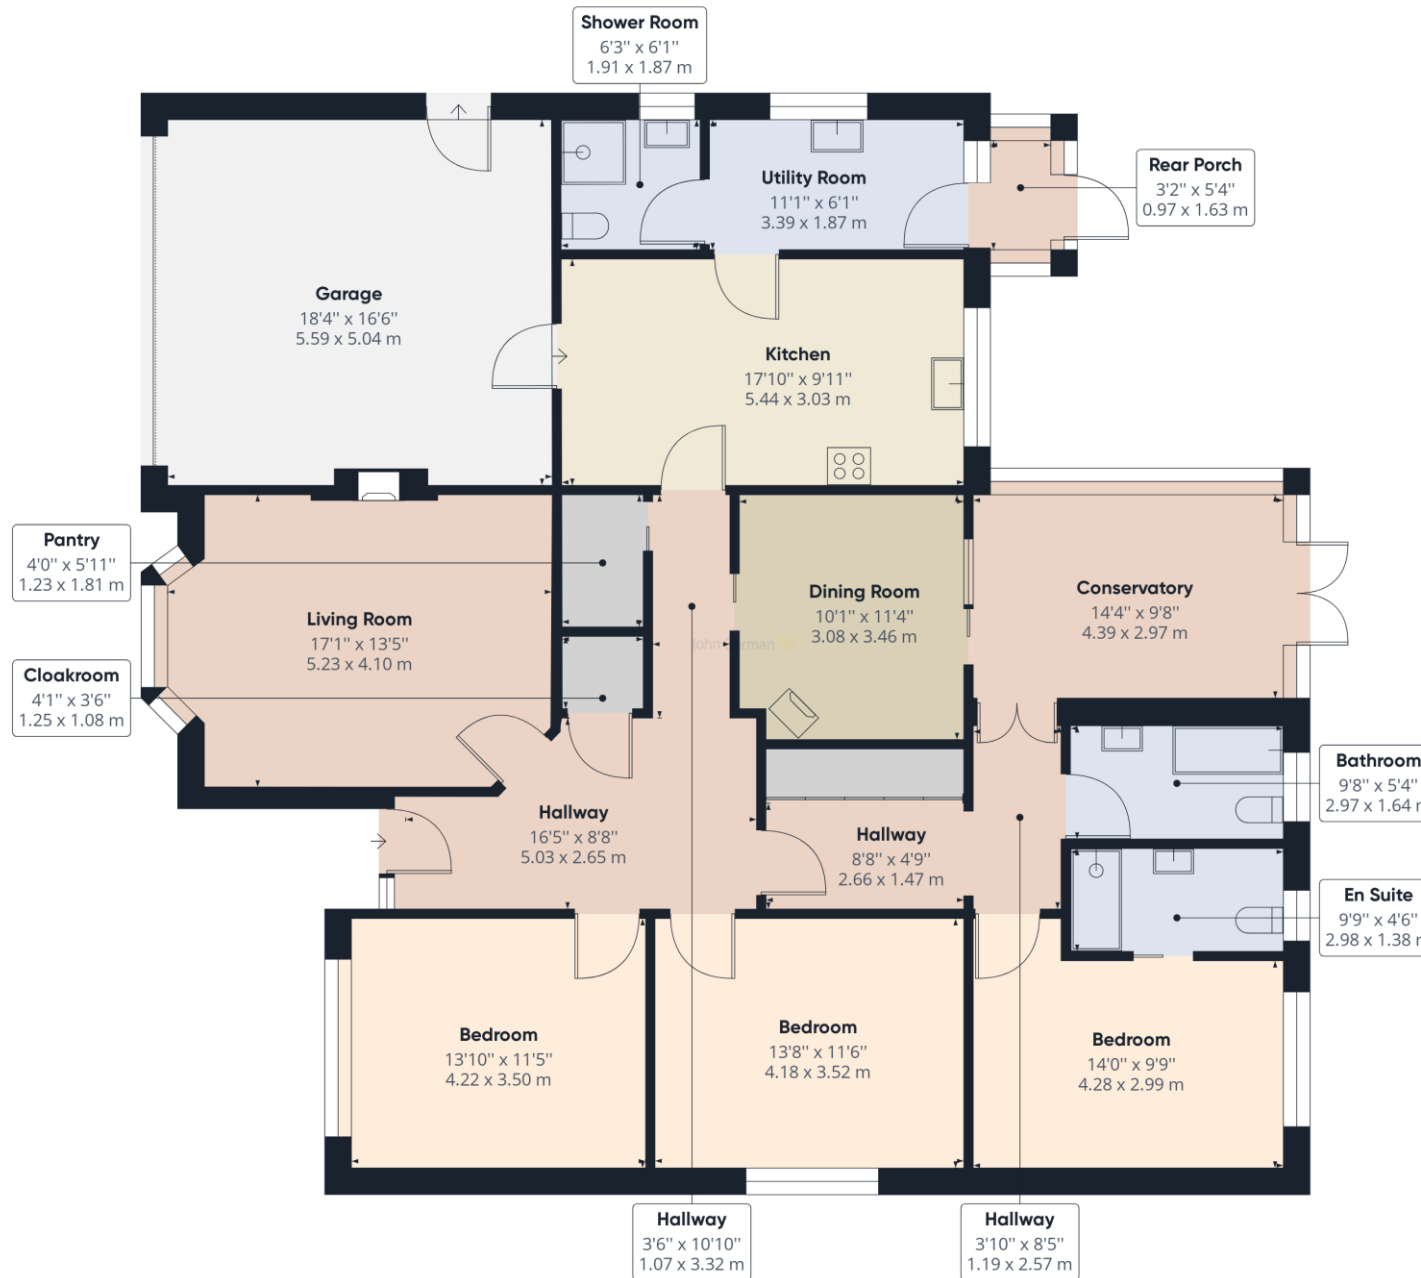 Shower Room
6'3" x 6'1"
1.91 x 1.87 m
Rear Porch
3'2" x 5'4"
0.97 x 1.63 m
Utility Room
11'1" x 6'1"
3.39 x 1.87 m
Garage
18'4" x 16'6"
5.59 x 5.04 m
Kitchen
17'10" x 9'11"
5.44 x 3.03 m
Pantry
4'0" x 5'11"
1.23 x 1.81 m
Living Room
17'1" x 13'5"
5.23 x 4.10 m
Dining Room
10'1" x 11'4"
3.08 x 3.46 m
Conservatory
14'4" x 9'8"
4.39 x 2.97 m
John German
Cloakroom
4'1" x 3'6"
1.25 x 1.08 m
Bathroom
9'8" x 5'4"
2.97 x 1.64 m
Hallway
16'5" x 8'8"
5.03 x 2.65 m
Hallway
8'8" x 4'9"
2.66 x 1.47 m
En Suite
9'9" x 4'6"
2.98 x 1.38 m
Bedroom
13'10" x 11'5"
4.22 x 3.50 m
Bedroom
13'8" x 11'6"
4.18 x 3.52 m
Bedroom
14'0" x 9'9"
4.28 x 2.99 m
Hallway
3'6" x 10'10"
1.07 x 3.32 m
Hallway
3'10" x 8'5"
1.19 x 2.57 m